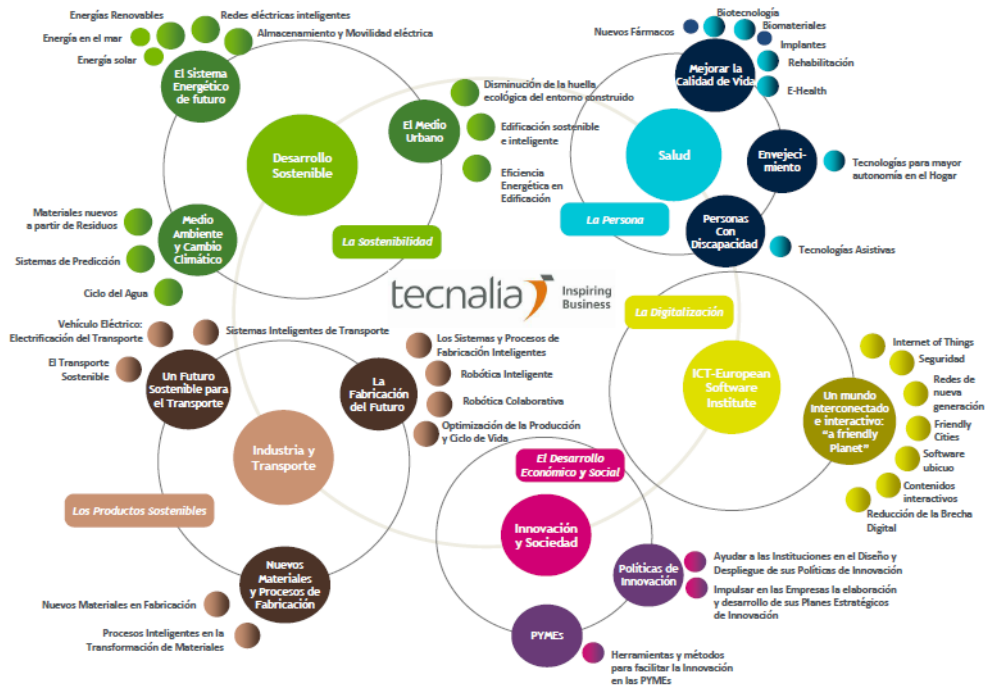 Energías Renovables
Energía en el mar
Energía solar
Redes eléctricas inteligentes
Almacenamiento y Movilidad eléctrica
El Sistema
Energético
de futuro
Desarrollo
Sostenible
El Medio
Urbano
Disminución de la huella
ecológica del entorno construido
Edificación sostenible
e inteligente
Eficiencia
Energética en
Edificación
La Sostenibilidad
Materiales nuevos
a partir de Residuos
Sistemas de Predicción
Ciclo del Agua
Medio
Ambiente
y Cambio
Climático
Biotecnología
Nuevos Fármacos
Biomateriales
Implantes
Rehabilitación
E-Health
Mejorar la
Calidad de Vida
Salud
Envejeci-
miento
Tecnologías para mayor
autonomía en el Hogar
La Persona
Personas
Con
Discapacidad
Tecnologías Asistivas
tecnalia
Inspiring
Business
La Digitalización
ICT-European
Software
Institute
Un mundo
Interconectado
e interactivo:
“a friendly
Planet”
Internet of Things
Seguridad
Redes de
nueva
generación
Friendly
Cities
Software
ubicuo
Contenidos
interactivos
Reducción de la Brecha
Digital
Vehículo Eléctrico:
Electrificación del Transporte
Sistemas Inteligentes de Transporte
El Transporte
Sostenible
Un Futuro
Sostenible para
el Transporte
La
Fabricación
del Futuro
Los Sistemas y Procesos de
Fabricación Inteligentes
Robótica Inteligente
Robótica Colaborativa
Optimización de la Producción
y Ciclo de Vida
Industria y
Transporte
Los Productos Sostenibles
Nuevos
Materiales
y Procesos de
Fabricación
Nuevos Materiales en Fabricación
Procesos Inteligentes en la
Transformación de Materiales
El Desarrollo
Económico y Social
Innovación
y Sociedad
Políticas de
Innovación
Ayudar a las Instituciones en el Diseño y
Despliegue de sus Políticas de Innovación
Impulsar en las Empresas la elaboración
y desarrollo de sus Planes Estratégicos
de Innovación
PYMEs
Herramientas y métodos
para facilitar la Innovación
en las PYMEs